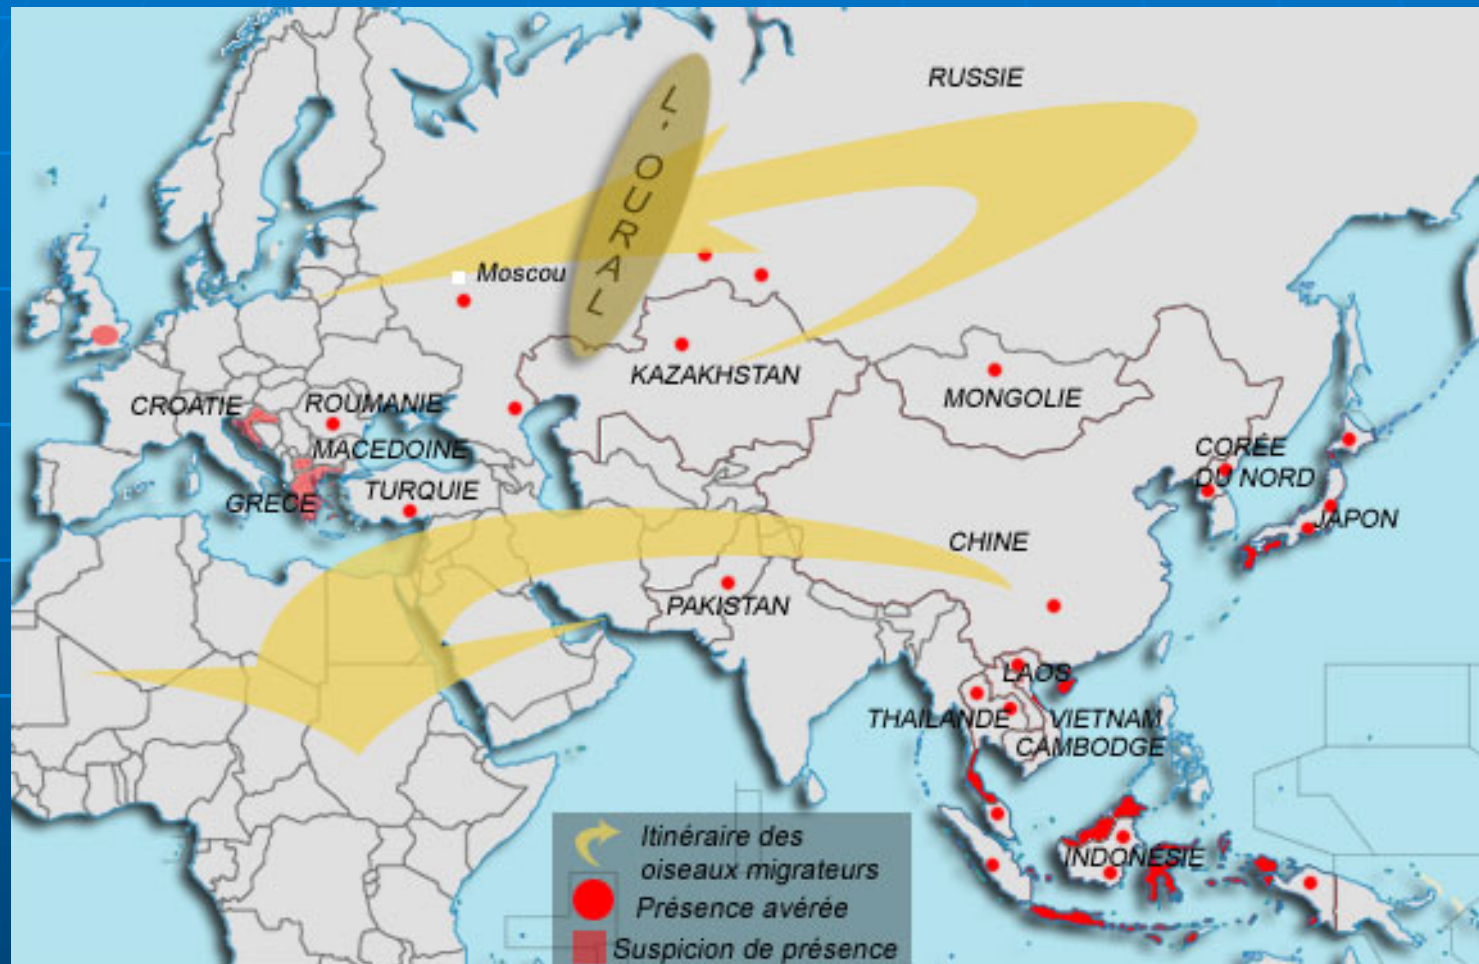 RUSSIE
L'OURAL
Moscou
KAZAKHSTAN
MONGOLIE
CROATIE
ROUMANIE
MACEDOINE
GRECE
TURQUIE
CORÉE
DU NORD
JAPON
CHINE
PAKISTAN
LAOS
THAILANDE
VIETNAM
CAMBODGE
INDONESIE
Itinéraire des
oiseaux migrateurs
Présence avérée
Suspicion de présence